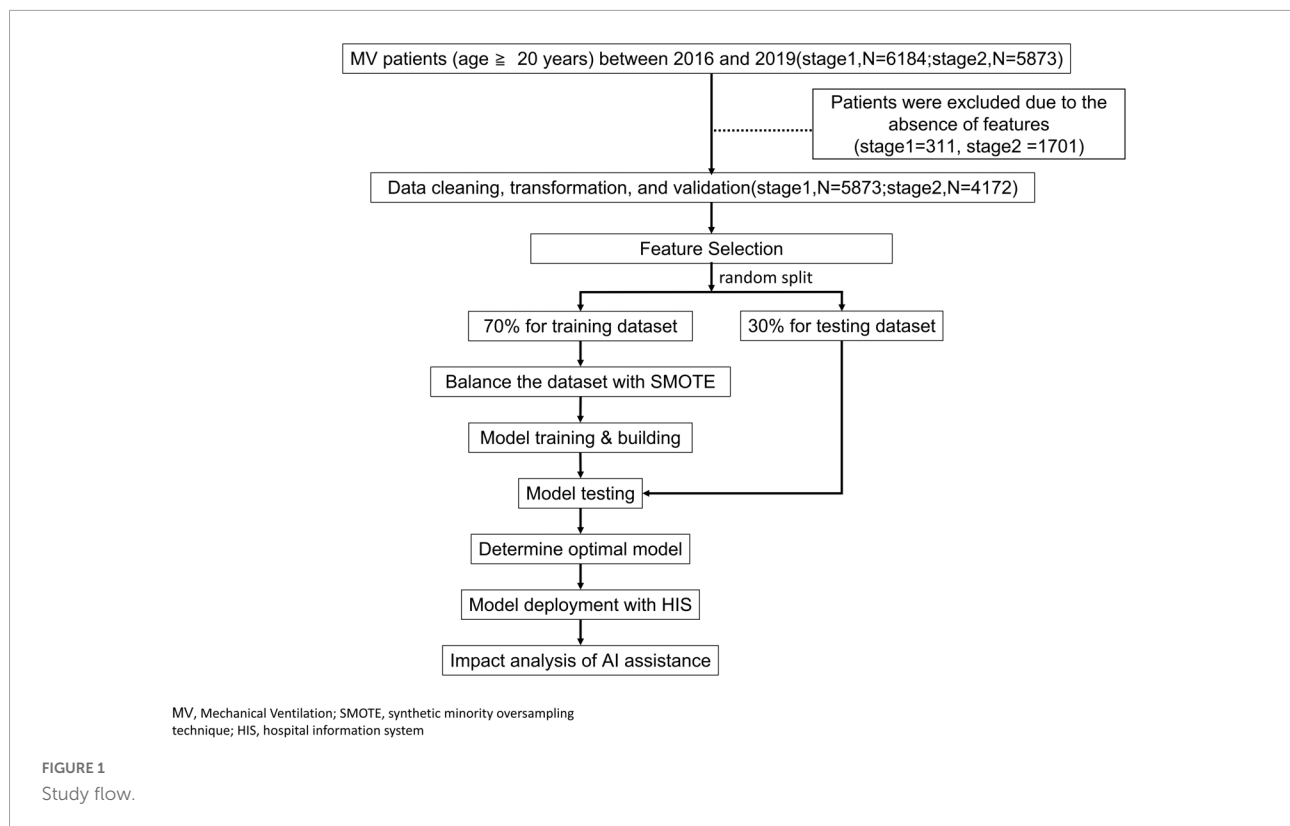 MV patients (age ≧ 20 years) between 2016 and 2019(stage1,N=6184;stage2,N=5873)
Patients were excluded due to the
absence of features
(stage1=311, stage2 =1701)
Data cleaning, transformation, and validation(stage1,N=5873;stage2,N=4172)
Feature Selection
random split
70% for training dataset
30% for testing dataset
Balance the dataset with SMOTE
Model training & building
Model testing
Determine optimal model
Model deployment with HIS
Impact analysis of AI assistance
MV, Mechanical Ventilation; SMOTE, synthetic minority oversampling
technique; HIS, hospital information system
FIGURE 1
Study flow.